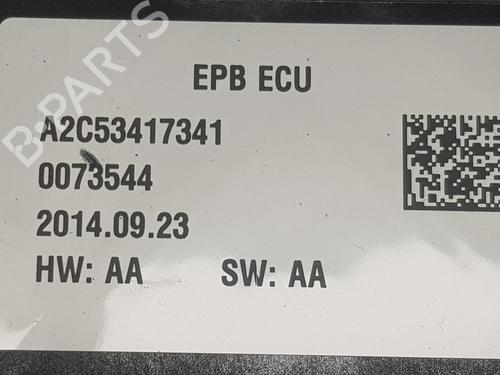 B-PARTS
EPB ECU
A2C53417341
0073544
2014.09.23
HW: AA SW: AA